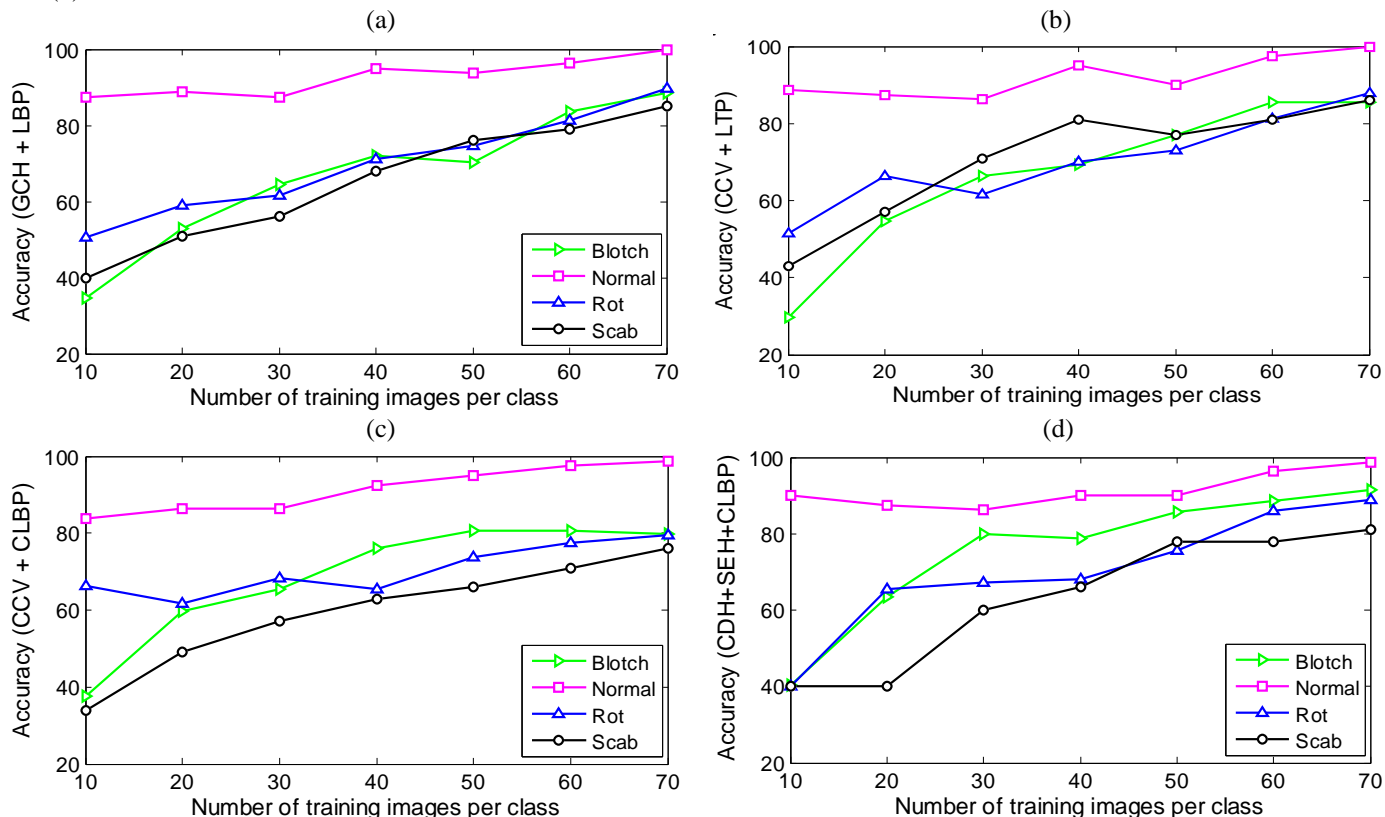 (a)
Accuracy (GCH + LBP)
100
80
60
40
20
10 20 30 40 50 60 70
Number of training images per class
Blotch
Normal
Rot
Scab
(b)
Accuracy (CCV + LTP)
100
80
60
40
20
10 20 30 40 50 60 70
Number of training images per class
(c)
Accuracy (CCV + CLBP)
100
80
60
40
20
10 20 30 40 50 60 70
Number of training images per class
Blotch
Normal
Rot
Scab
(d)
Accuracy (CDH+SEH+CLBP)
100
80
60
40
20
10 20 30 40 50 60 70
Number of training images per class
Blotch
Normal
Rot
Scab